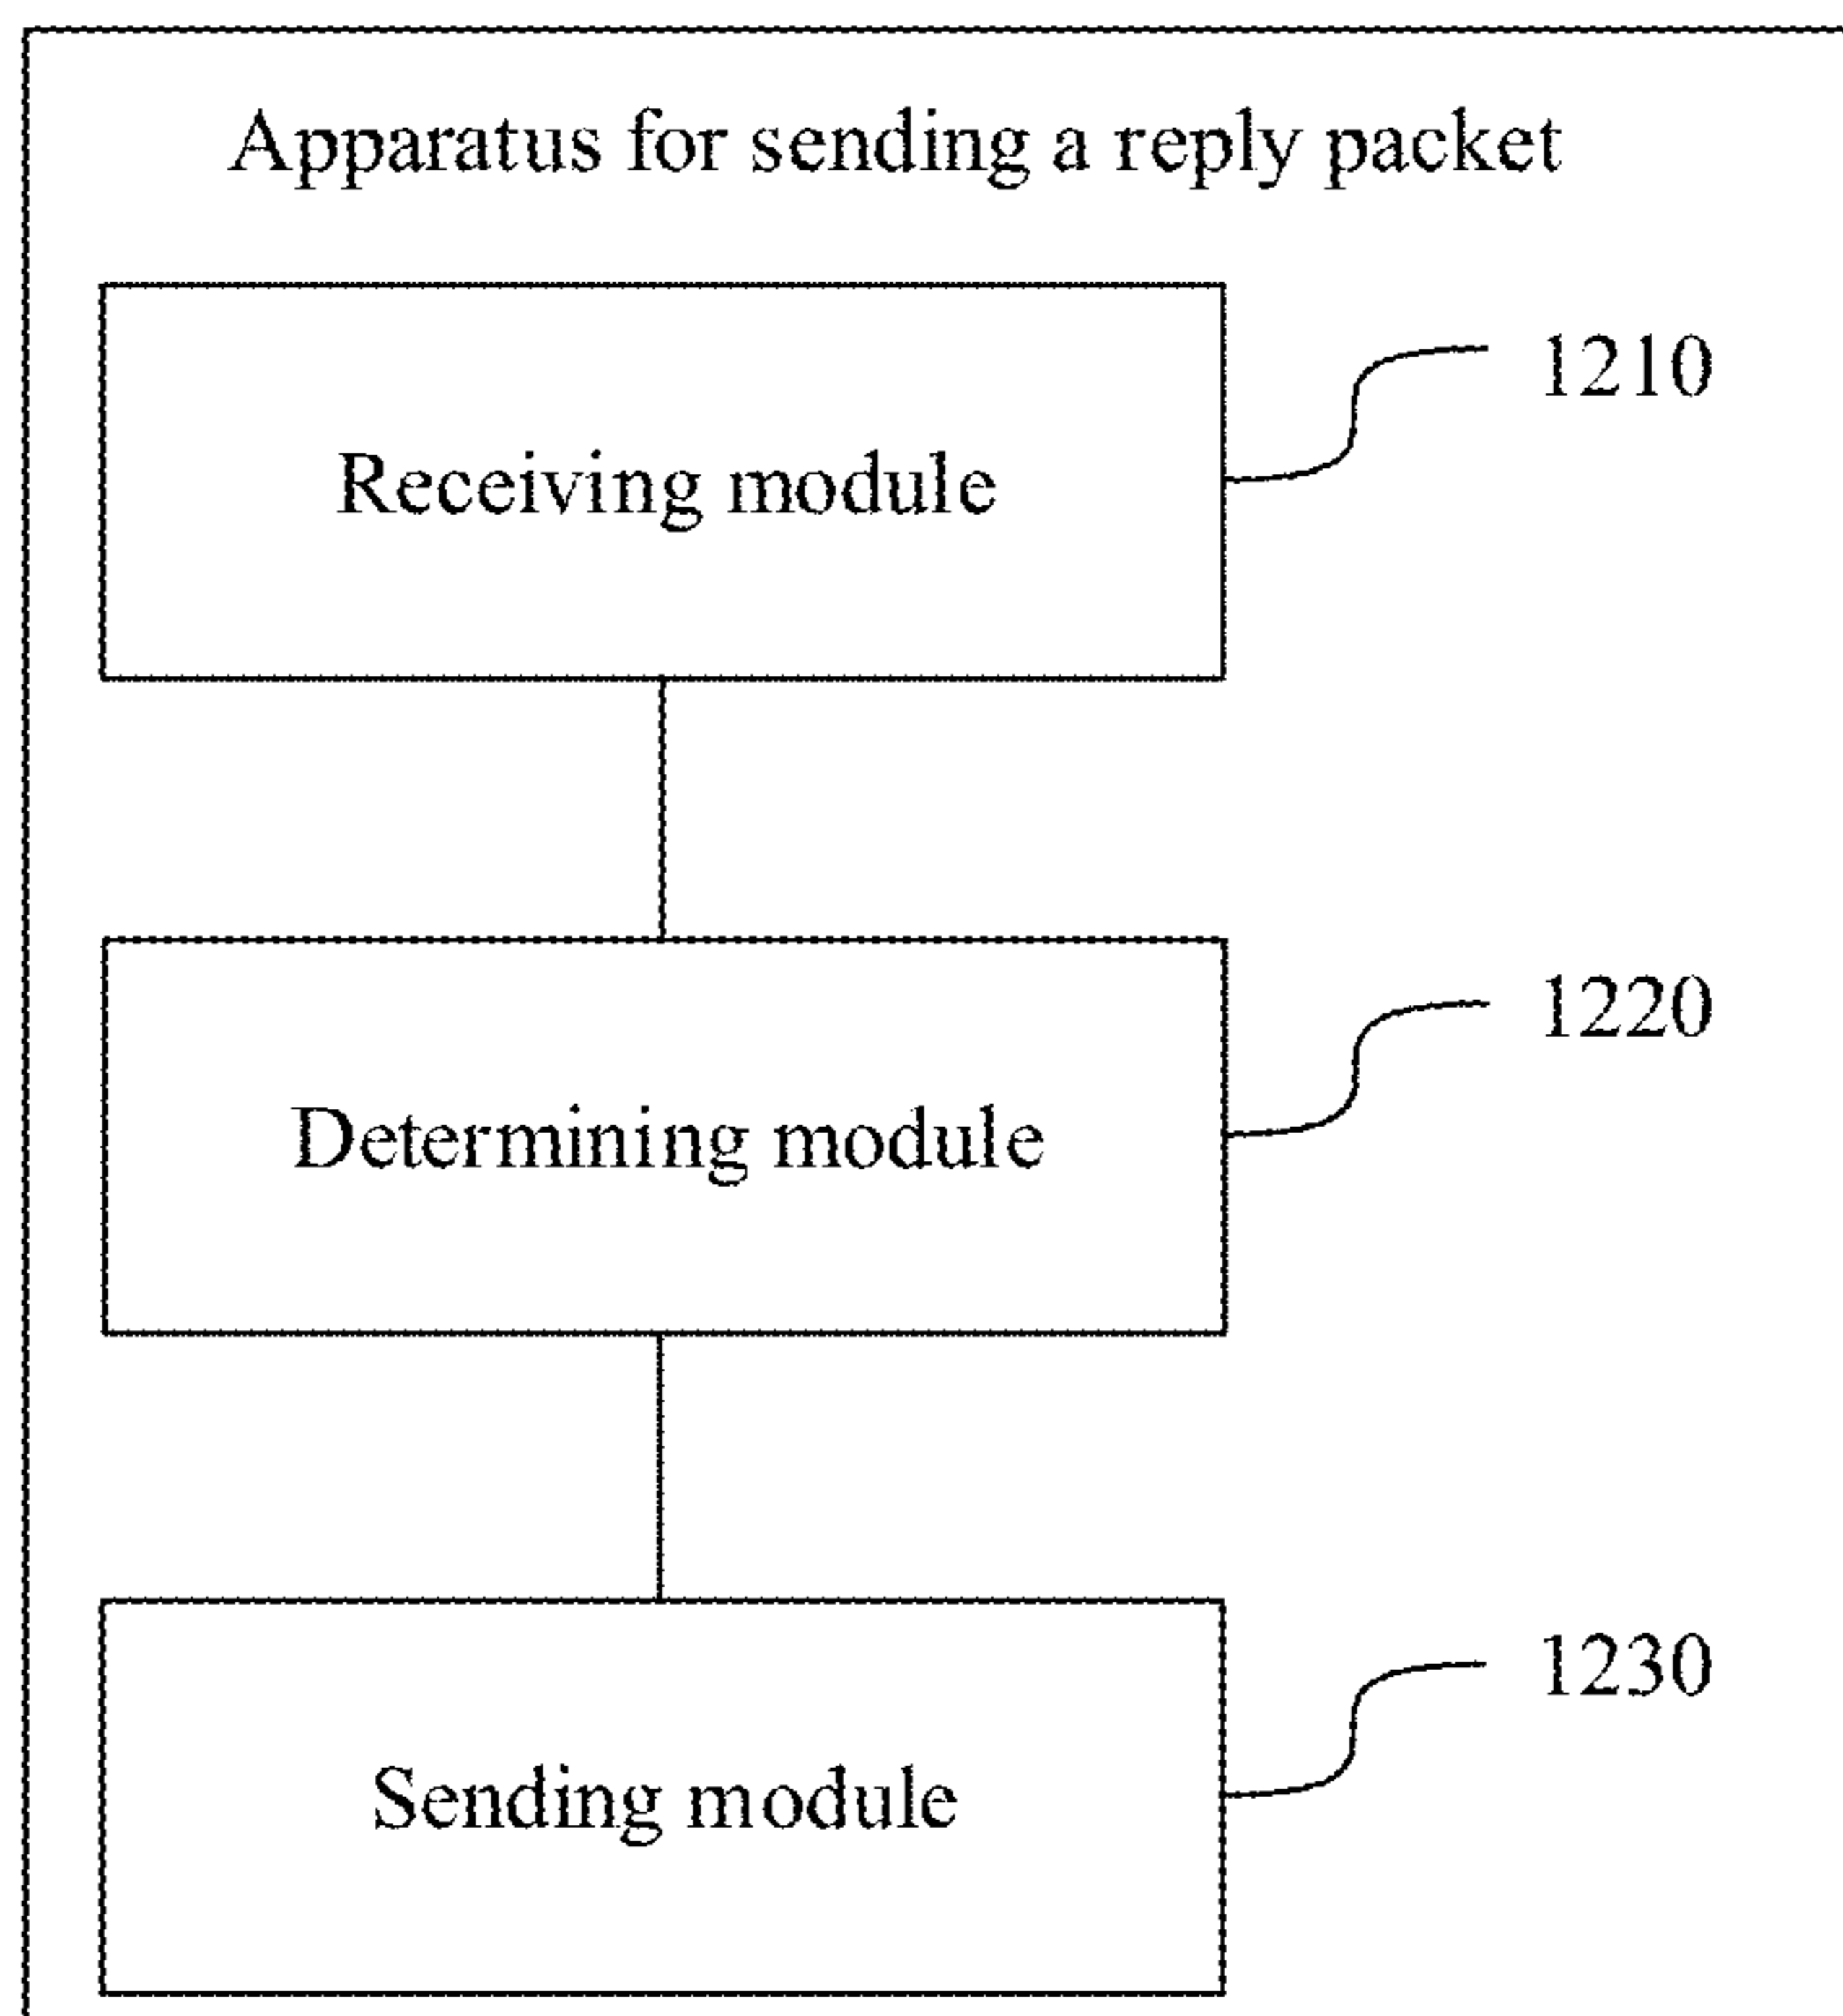 Apparatus for sending a reply packet
Receiving module
1210
Determining module
1220
Sending module
1230